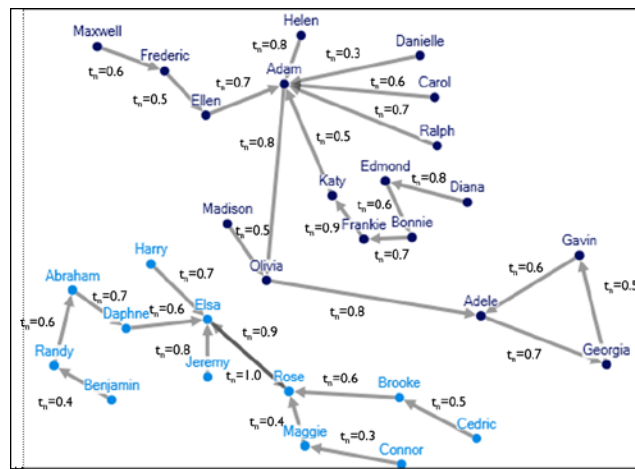 Helen
Maxwell
tn=0.8
Danielle
Frederic
Adam
tn=0.3
tn=0.6
tn=0.7
tn=0.6
Carol
tn=0.5
Ellen
tn=0.7
Ralph
tn=0.8
tn=0.5
Edmond
tn=0.8
Katy
Diana
Madison
tn=0.6
tn=0.5
tn=0.9
Frankie
Bonnie
Harry
tn=0.7
Gavin
Olivia
tn=0.6
Abraham
tn=0.7
tn=0.5
tn=0.7
tn=0.6
Elsa
tn=0.8
Adele
Daphne
tn=0.6
tn=0.9
tn=0.8
tn=0.7
Randy
Jeremy
Georgia
tn=1.0
Rose
tn=0.6
Brooke
tn=0.4
Benjamin
tn=0.5
tn=0.4
Cedric
Maggie
tn=0.3
Connor